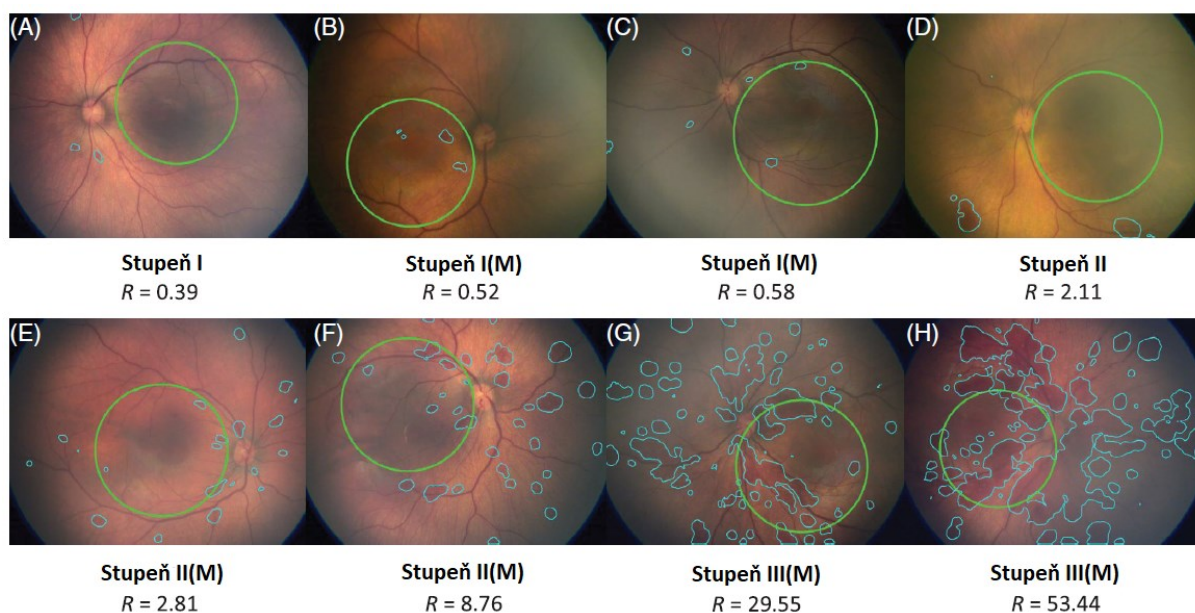 (A) (B) (C) (D)
Stupeň I Stupeň I(M) Stupeň I(M) Stupeň II
R = 0.39 R = 0.52 R = 0.58 R = 2.11
(E) (F) (G) (H)
Stupeň II(M) Stupeň II(M) Stupeň III(M) Stupeň III(M)
R = 2.81 R = 8.76 R = 29.55 R = 53.44